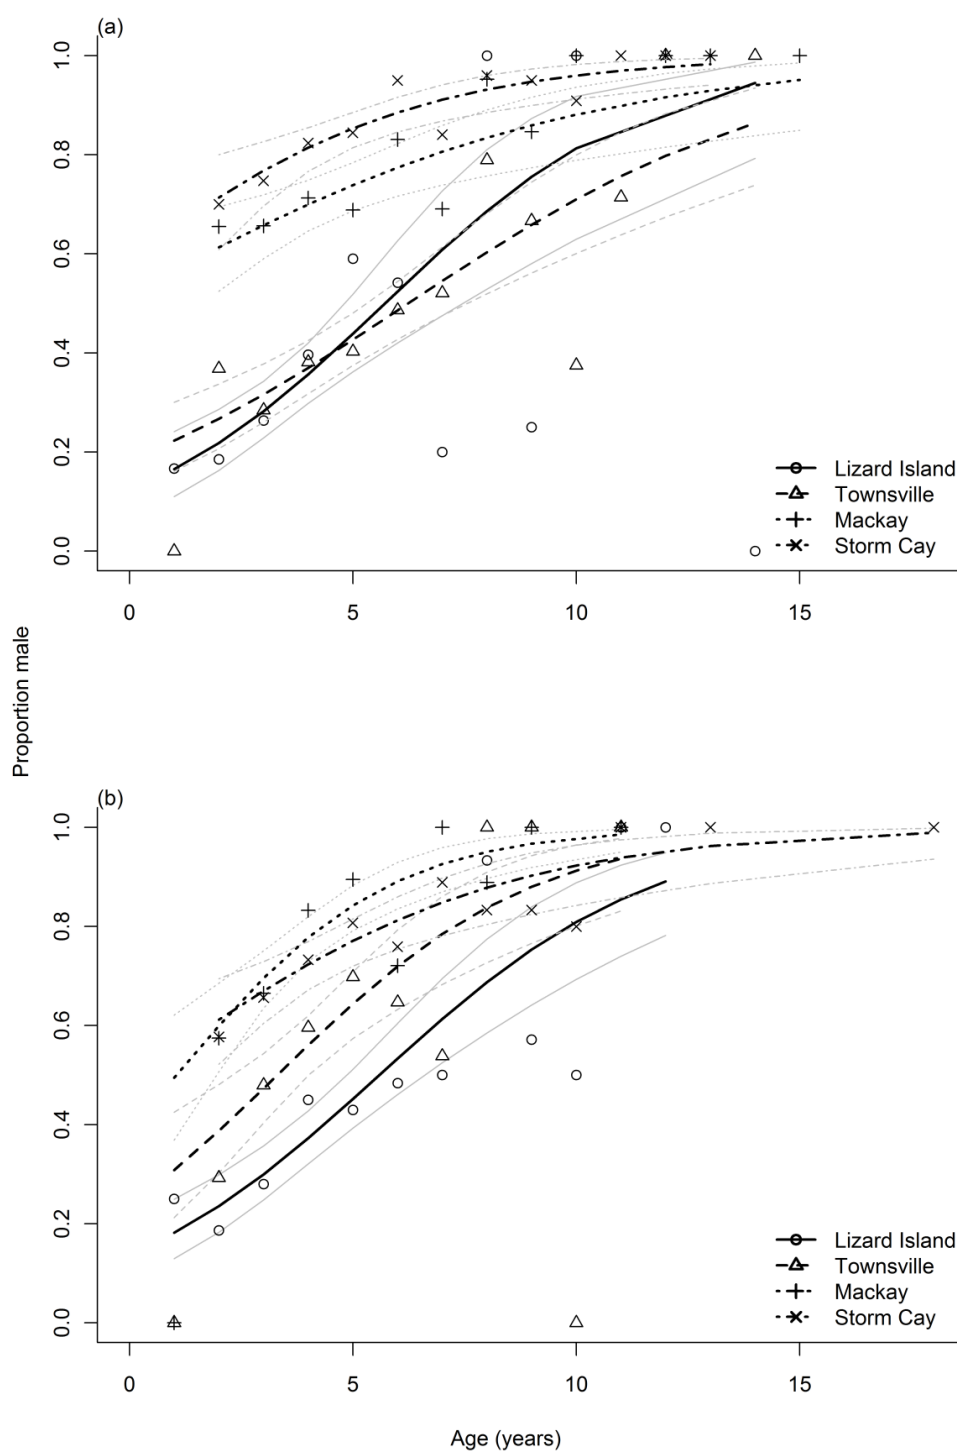 (a)
1.0
0.8
0.6
0.4
0.2
0.0
0 5 10 15
Lizard Island
Townsville
Mackay
Storm Cay
Proportion male
(b)
1.0
0.8
0.6
0.4
0.2
0.0
0 5 10 15
Lizard Island
Townsville
Mackay
Storm Cay
Age (years)